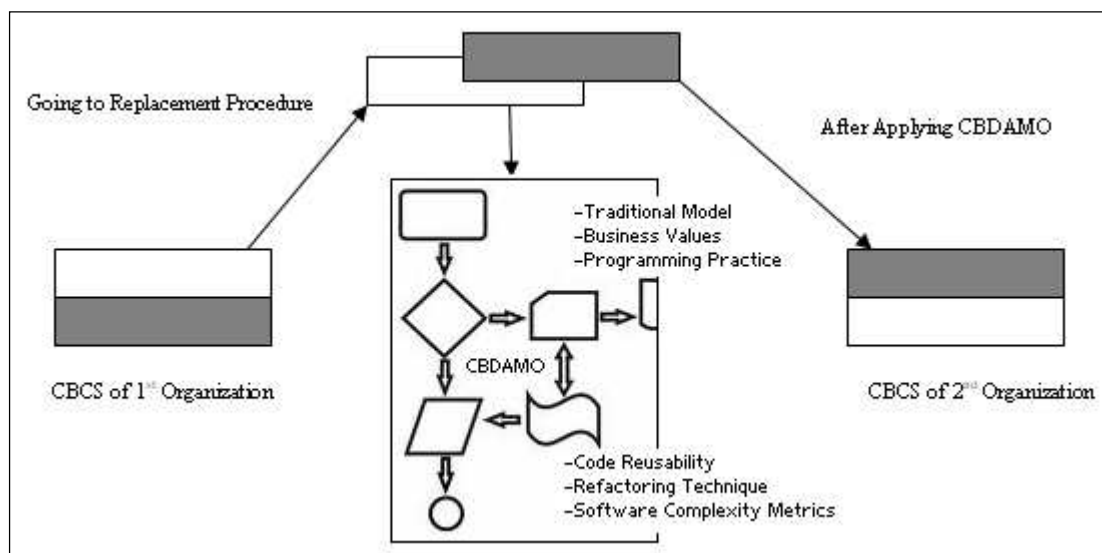 Going to Replacement Procedure
After Applying CBDAMO
-Traditional Model
-Business Values
-Programming Practice
CBDAMO
CBCS of 1st Organization
CBCS of 2nd Organization
-Code Reusability
-Refactoring Technique
-Software Complexity Metrics